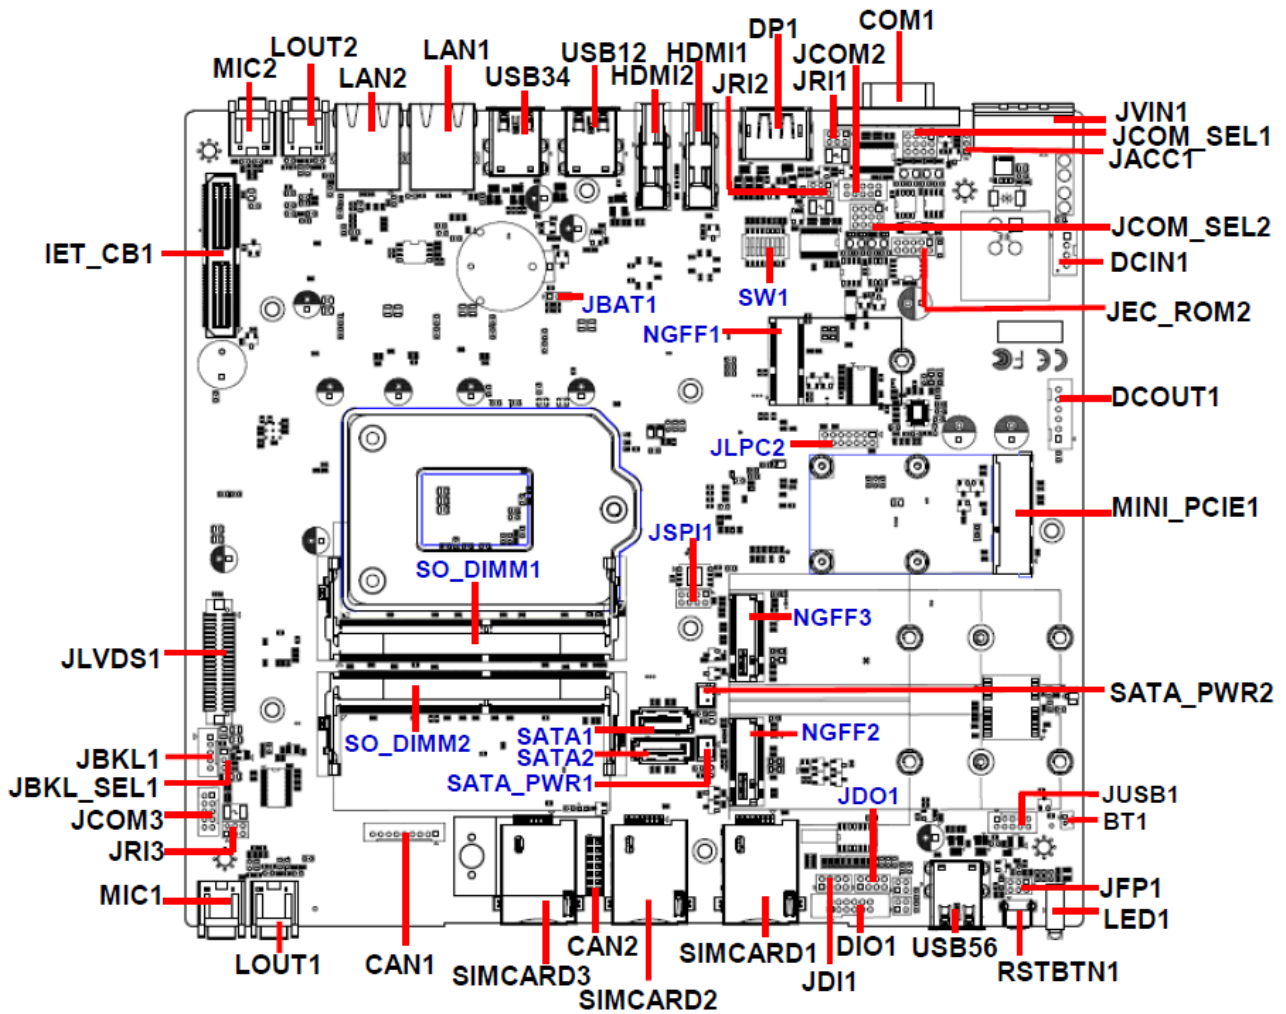 COM1
DP1
LOUT2
LAN1
USB12
HDMI1
JCOM2
MIC2
LAN2
USB34
HDMI2
JRI2
JRI1
JVIN1
JCOM_SEL1
JACC1
IET_CB1
JCOM_SEL2
DCIN1
SW1
JBAT1
JEC_ROM2
NGFF1
DCOUT1
JLPC2
MINI_PCIE1
JSPI1
SO_DIMM1
NGFF3
JLVDS1
SATA_PWR2
SATA1
NGFF2
SO_DIMM2
SATA2
JBKL1
JBKL_SEL1
SATA_PWR1
JDO1
JUSB1
JCOM3
BT1
JRI3
MIC1
JFP1
LED1
LOUT1
CAN1
SIMCARD3
CAN2
SIMCARD2
SIMCARD1
JDI1
DIO1
USB56
RSTBTN1